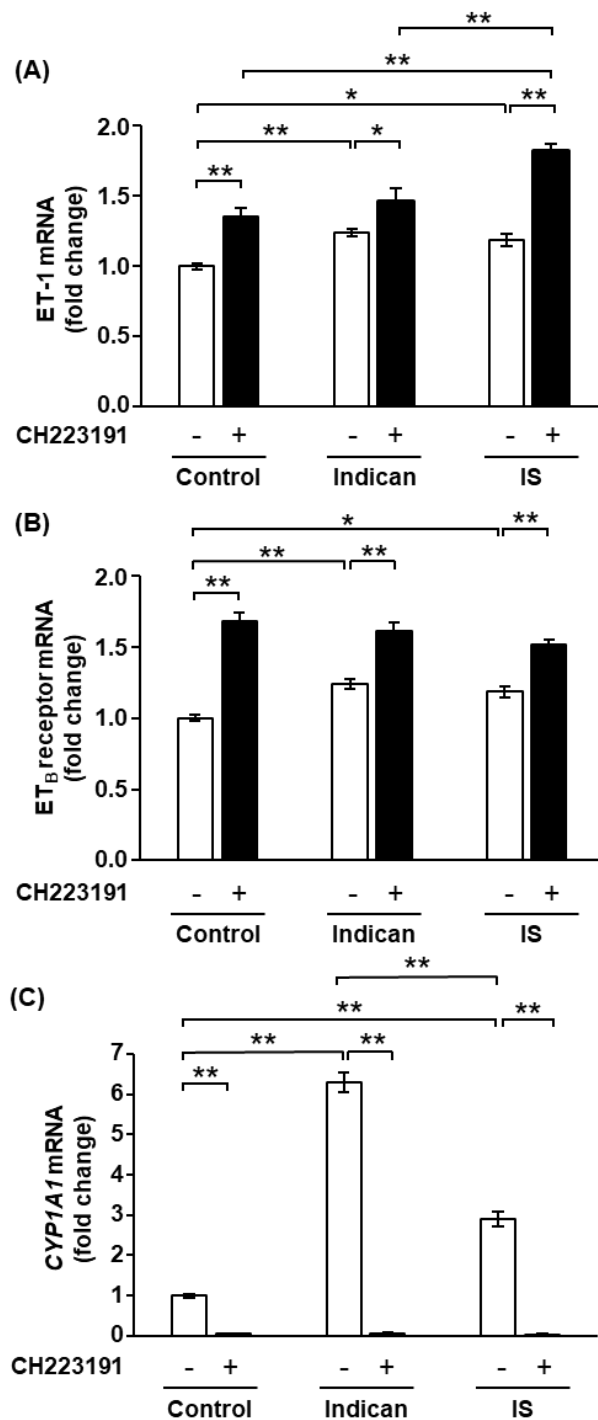 (A)
**
**
*
**
**
*
**
ET-1 mRNA
(fold change)
2.0
1.5
1.0
0.5
0.0
CH223191
- + - + - +
Control Indican IS
(B)
*
**
**
**
**
ET_B receptor mRNA
(fold change)
2.0
1.5
1.0
0.5
0.0
CH223191
- + - + - +
Control Indican IS
(C)
**
**
**
**
**
**
CYP1A1 mRNA
(fold change)
7
6
5
4
3
2
1
0
CH223191
- + - + - +
Control Indican IS